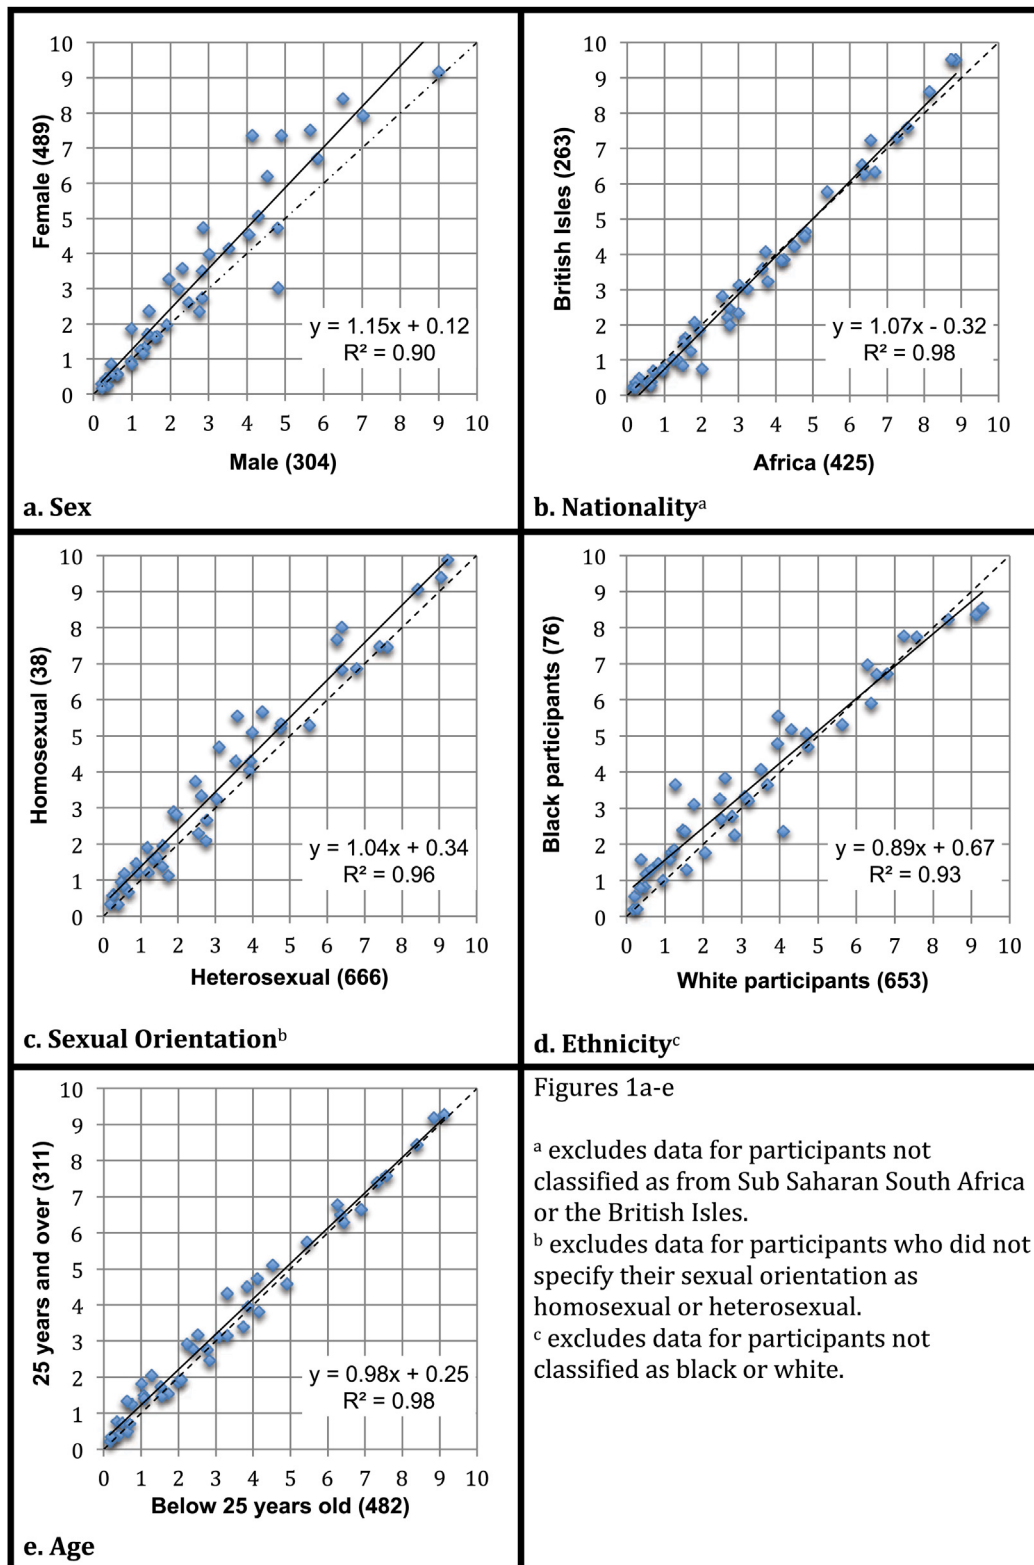 10
9
8
7
6
5
4
3
2
1
0
Female (489)
y = 1.15x + 0.12
R² = 0.90
0 1 2 3 4 5 6 7 8 9 10
Male (304)
a. Sex
10
9
8
7
6
5
4
3
2
1
0
British Isles (263)
y = 1.07x - 0.32
R² = 0.98
0 1 2 3 4 5 6 7 8 9 10
Africa (425)
b. Nationalityᵃ
10
9
8
7
6
5
4
3
2
1
0
Homosexual (38)
y = 1.04x + 0.34
R² = 0.96
0 1 2 3 4 5 6 7 8 9 10
Heterosexual (666)
c. Sexual Orientationᵇ
10
9
8
7
6
5
4
3
2
1
0
Black participants (76)
y = 0.89x + 0.67
R² = 0.93
0 1 2 3 4 5 6 7 8 9 10
White participants (653)
d. Ethnicityᶜ
10
9
8
7
6
5
4
3
2
1
0
25 years and over (311)
y = 0.98x + 0.25
R² = 0.98
0 1 2 3 4 5 6 7 8 9 10
Below 25 years old (482)
e. Age
Figures 1a-e
ᵃ excludes data for participants not
classified as from Sub Saharan South Africa
or the British Isles.
ᵇ excludes data for participants who did not
specify their sexual orientation as
homosexual or heterosexual.
ᶜ excludes data for participants not
classified as black or white.